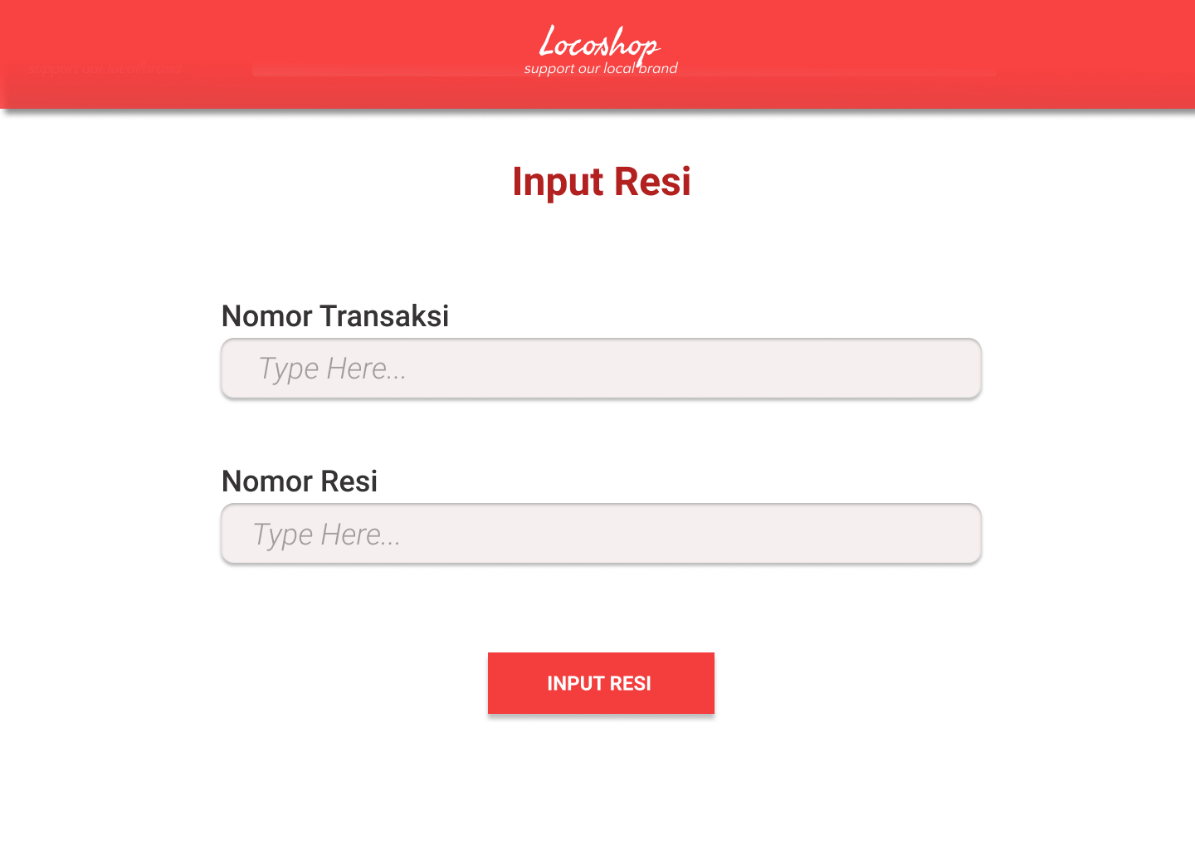 Locoshop
support our local brand
Input Resi
Nomor Transaksi
Type Here...
Nomor Resi
Type Here...
INPUT RESI